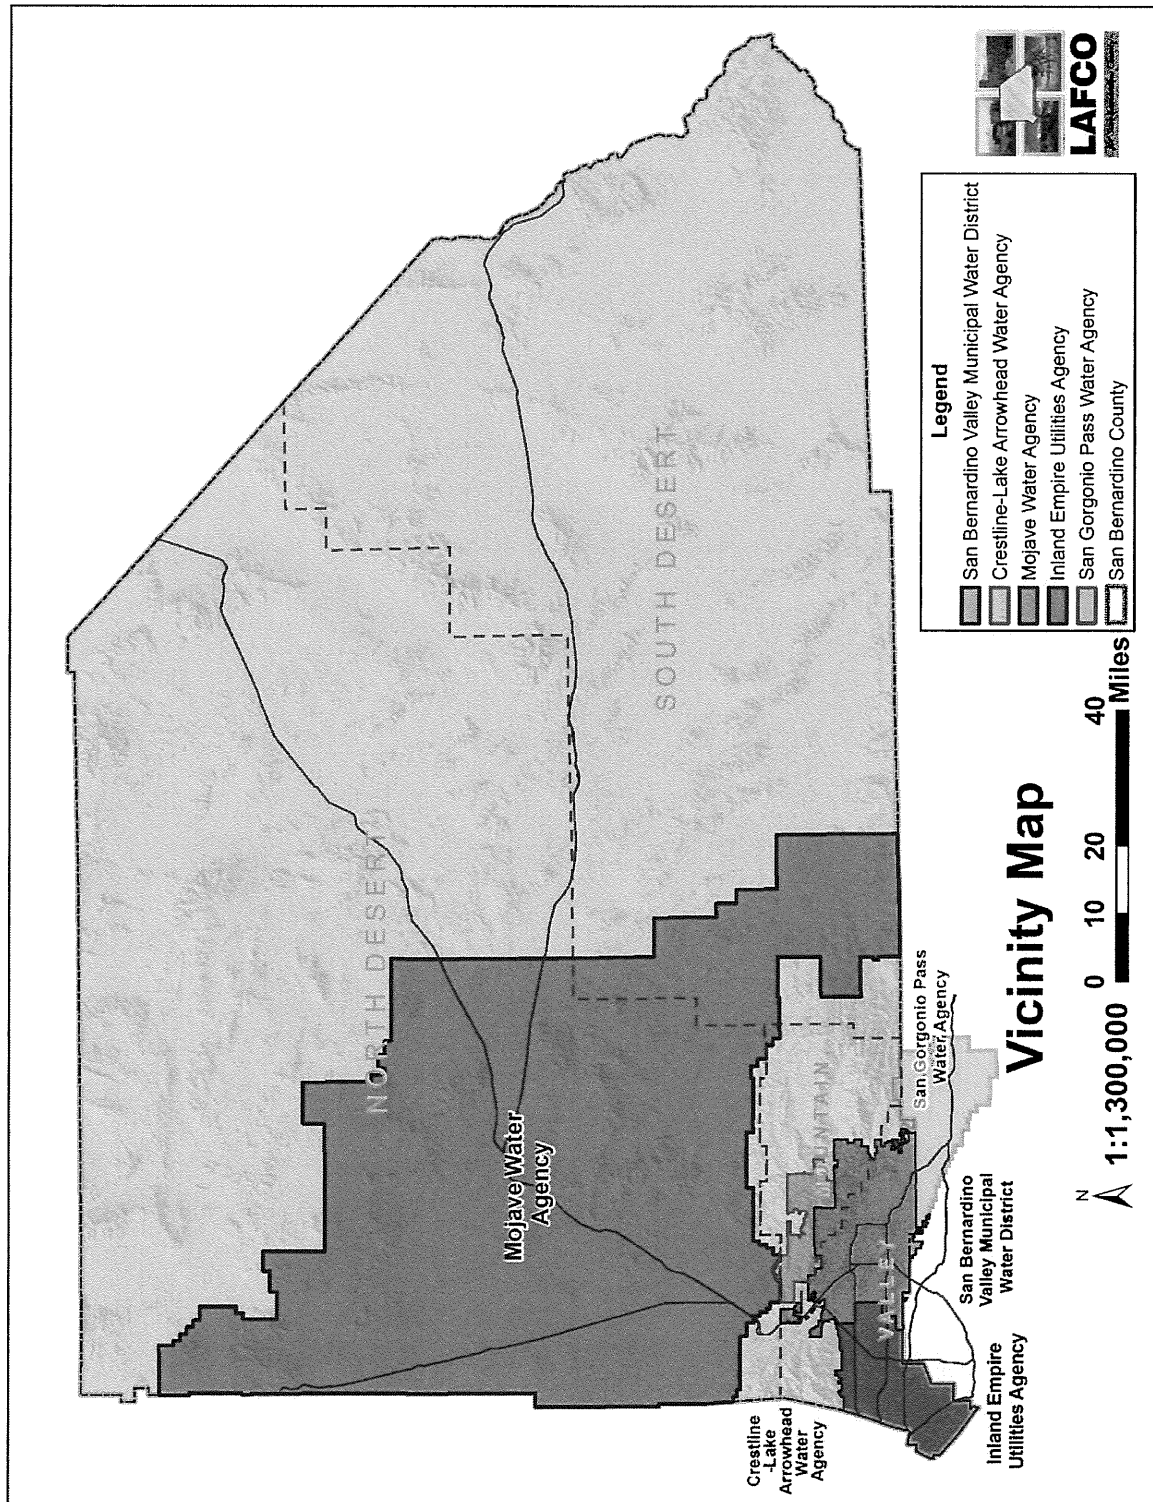 NORTH DESERT
SOUTH DESERT
Mojave Water
Agency
MOUNTAIN
VALLEY
Crestline
-Lake
Arrowhead
Water
Agency
San Gorgonio Pass
Water Agency
San Bernardino
Valley Municipal
Water District
Inland Empire
Utilities Agency
Vicinity Map
N
1:1,300,000
0 10 20 40
Miles
Legend
San Bernardino Valley Municipal Water District
Crestline-Lake Arrowhead Water Agency
Mojave Water Agency
Inland Empire Utilities Agency
San Gorgonio Pass Water Agency
San Bernardino County
LAFCO